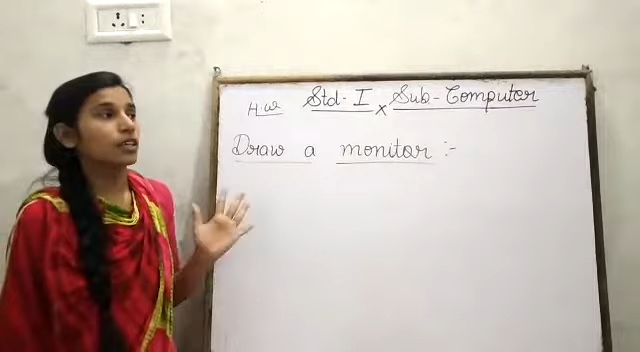 H.W Std- I x Sub- Computer
Draw a monitor :-